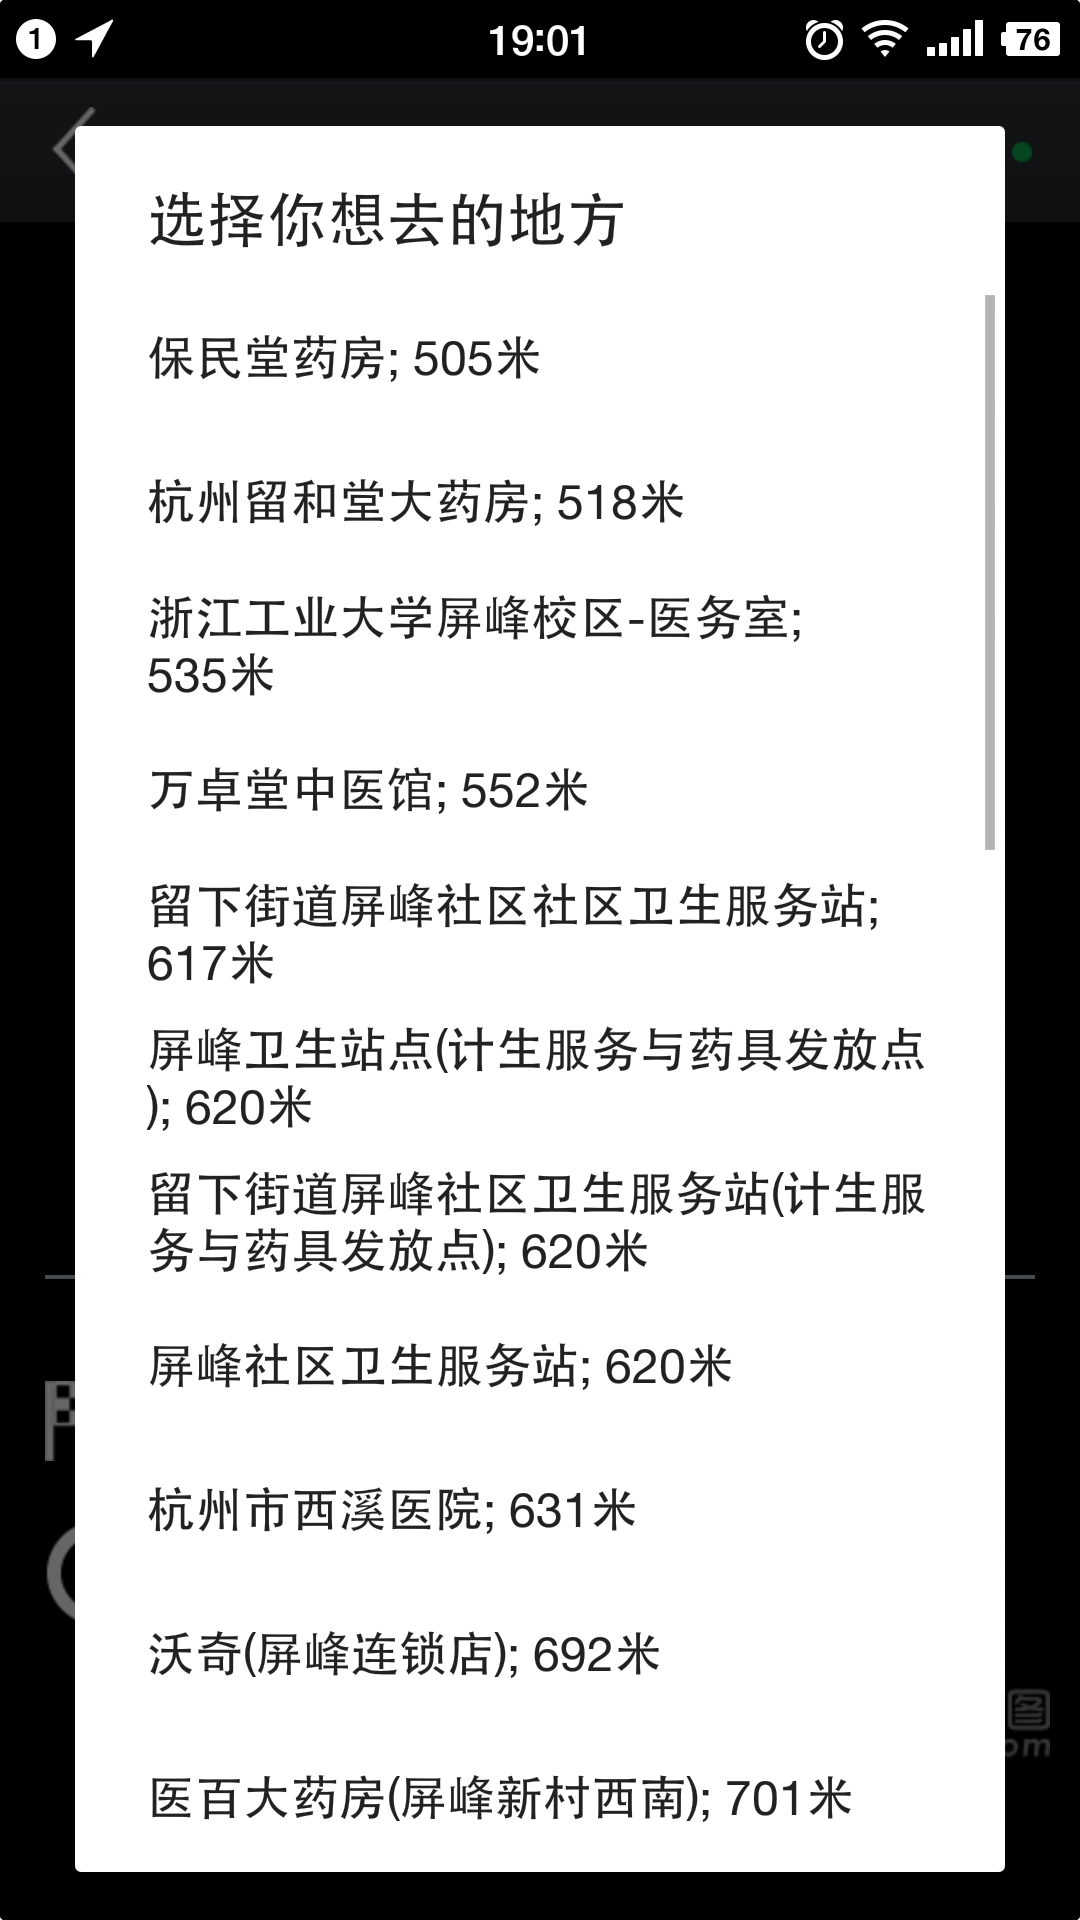 1
19:01
76
选择你想去的地方
保民堂药房; 505米
杭州留和堂大药房; 518米
浙江工业大学屏峰校区-医务室;
535米
万卓堂中医馆; 552米
留下街道屏峰社区社区卫生服务站;
617米
屏峰卫生站点(计生服务与药具发放点
); 620米
留下街道屏峰社区卫生服务站(计生服
务与药具发放点); 620米
屏峰社区卫生服务站; 620米
杭州市西溪医院; 631米
沃奇(屏峰连锁店); 692米
图
om
医百大药房(屏峰新村西南); 701米